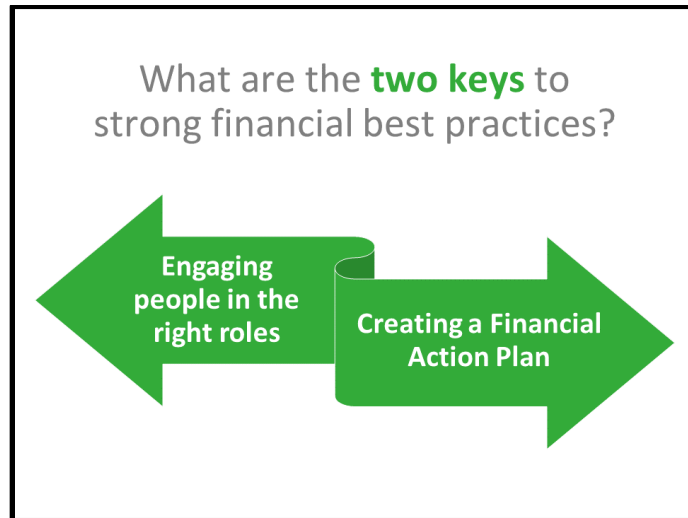 What are the two keys to
strong financial best practices?
Engaging
people in the
right roles
Creating a Financial
Action Plan